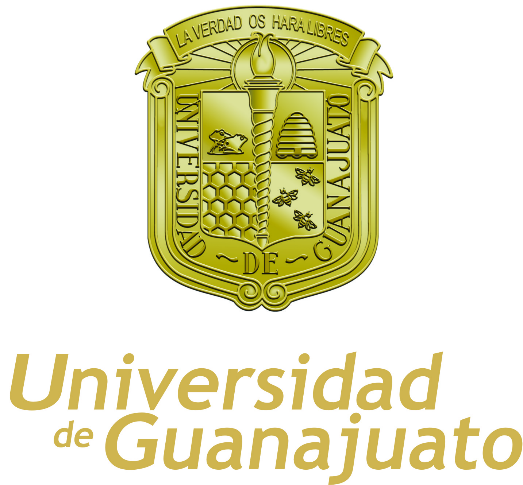 LA VERDAD OS HARA LIBRES
UNIVERSIDAD
DE
GUANAJUATO
Universidad
de Guanajuato